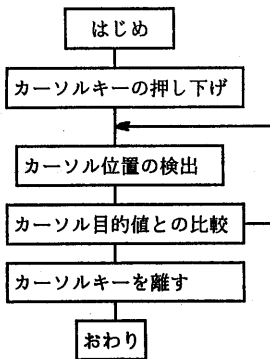 はじめ
カーソルキーの押し下げ
カーソル位置の検出
カーソル目的値との比較
カーソルキーを離す
おわり